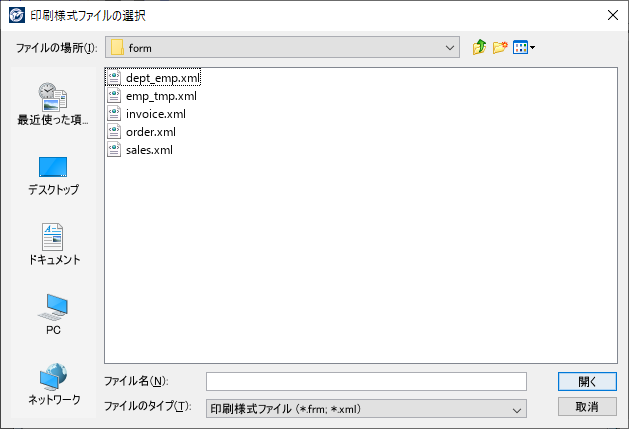 印刷様式ファイルの選択
ファイルの場所(I):
form
最近使った項...
デスクトップ
ドキュメント
PC
ネットワーク
dept_emp.xml
emp_tmp.xml
invoice.xml
order.xml
sales.xml
ファイル名(N):
開く
ファイルのタイプ(T):
印刷様式ファイル (*.frm; *.xml)
取消